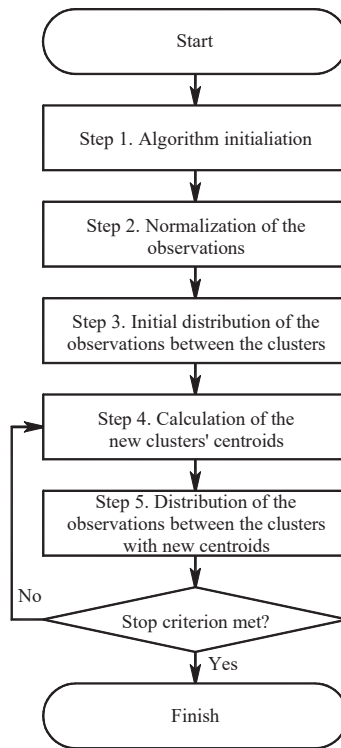 Start
Step 1. Algorithm initialiation
Step 2. Normalization of the
observations
Step 3. Initial distribution of the
observations between the clusters
Step 4. Calculation of the
new clusters' centroids
Step 5. Distribution of the
observations between the clusters
with new centroids
No
Stop criterion met?
Yes
Finish